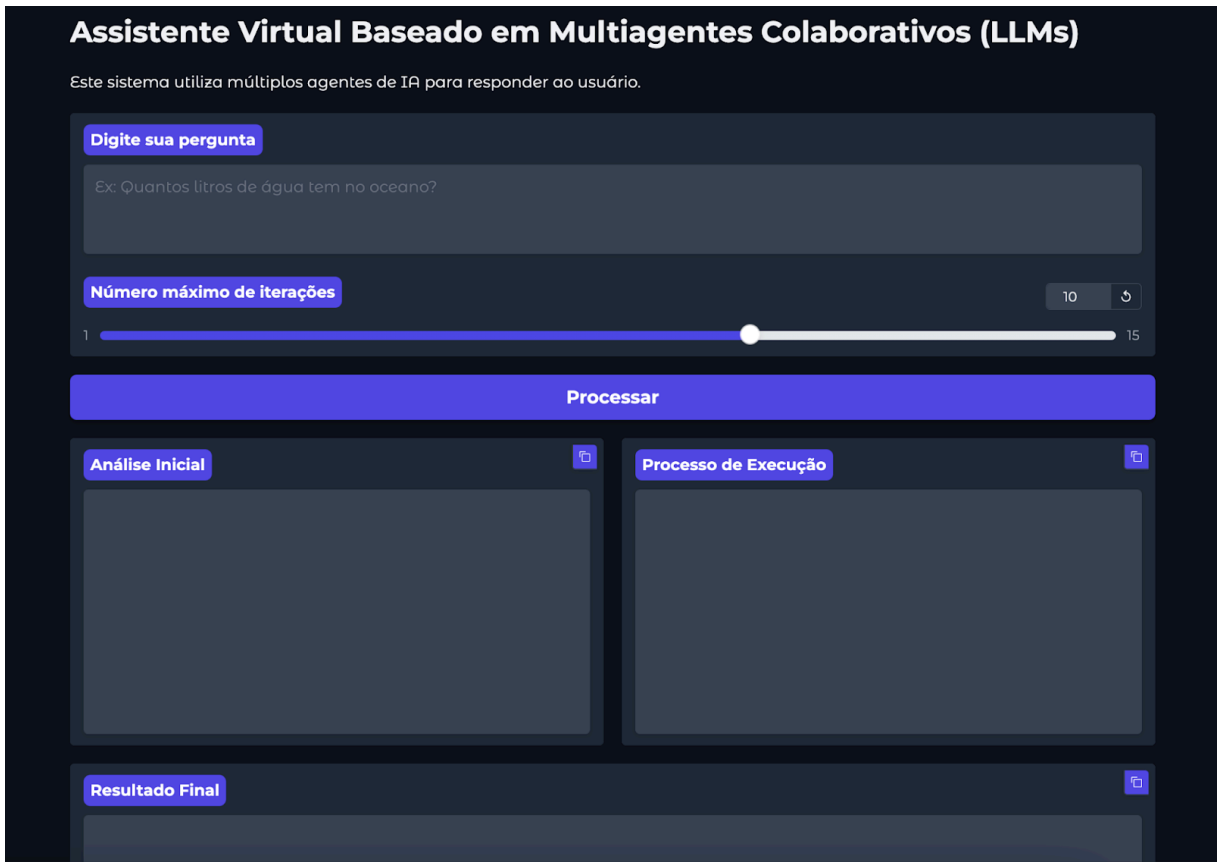 Assistente Virtual Baseado em Multiagentes Colaborativos (LLMs)
Este sistema utiliza múltiplos agentes de IA para responder ao usuário.
Digite sua pergunta
Ex: Quantos litros de água tem no oceano?
Número máximo de iterações
10
1
15
Processar
Análise Inicial
Processo de Execução
Resultado Final